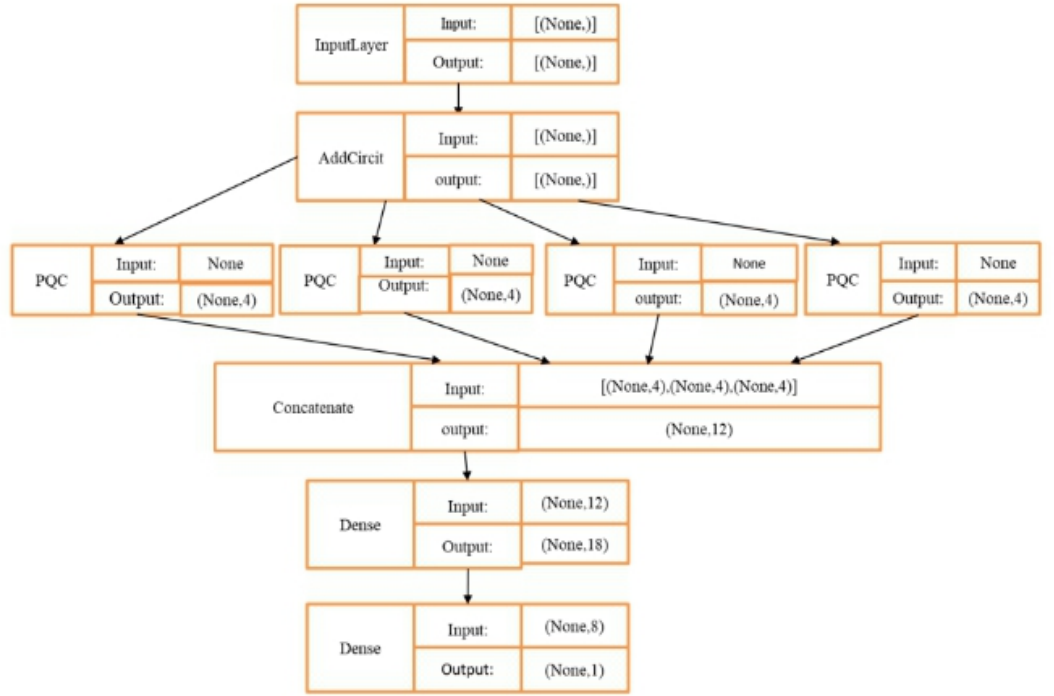 InputLayer
Input: [(None,)]
Output: [(None,)]
AddCircit
Input: [(None,)]
output: [(None,)]
PQC
Input: None
Output: (None,4)
PQC
Input: None
Output: (None,4)
PQC
Input: None
output: (None,4)
PQC
Input: None
Output: (None,4)
Concatenate
Input: [(None,4),(None,4),(None,4)]
output: (None,12)
Dense
Input: (None,12)
Output: (None,18)
Dense
Input: (None,8)
Output: (None,1)